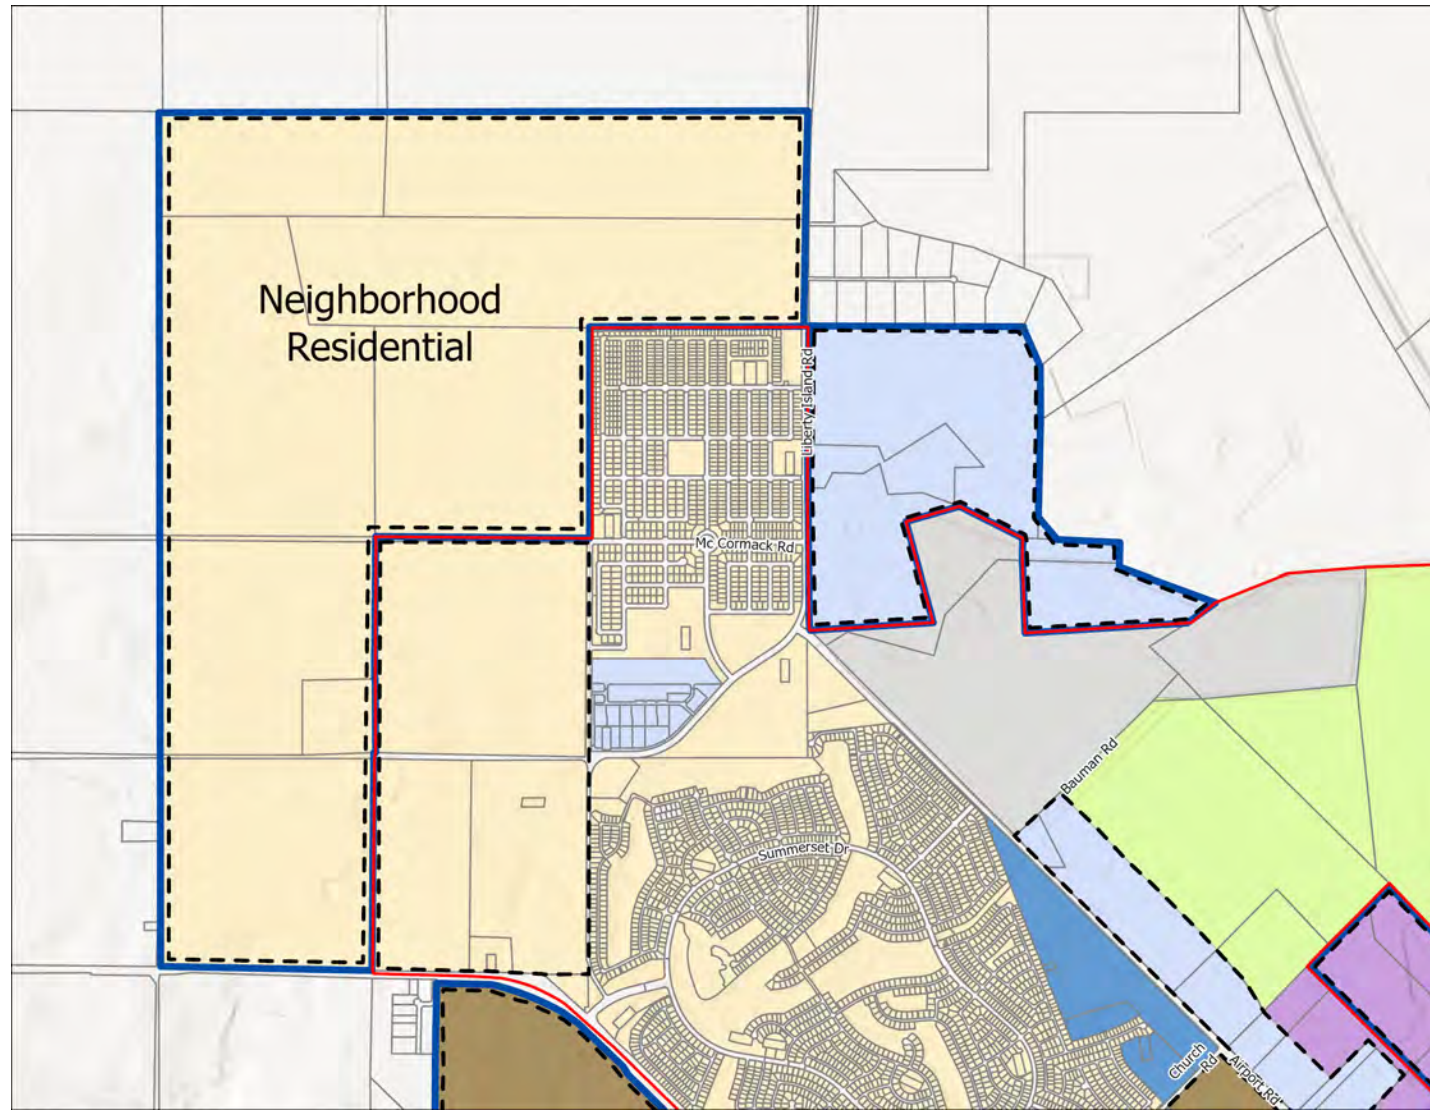 Neighborhood
Residential
Liberty Island Rd
Mc Cormack Rd
Bauman Rd
Summerset Dr
Church
Rd
Airport Rd